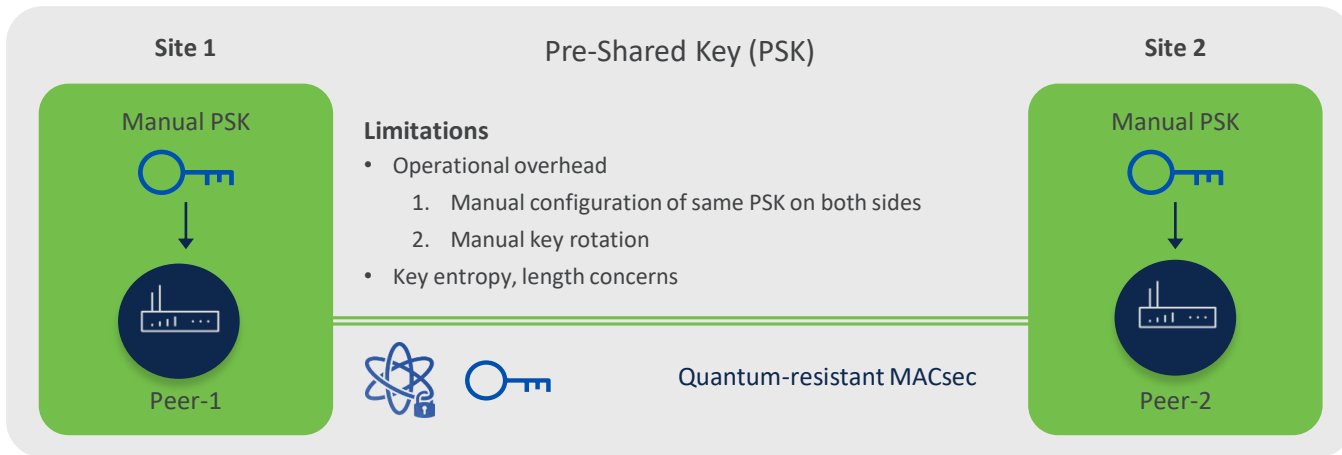 Site 1
Pre-Shared Key (PSK)
Site 2
Manual PSK
Limitations
• Operational overhead
1. Manual configuration of same PSK on both sides
2. Manual key rotation
• Key entropy, length concerns
Manual PSK
Quantum-resistant MACsec
Peer-1
Peer-2